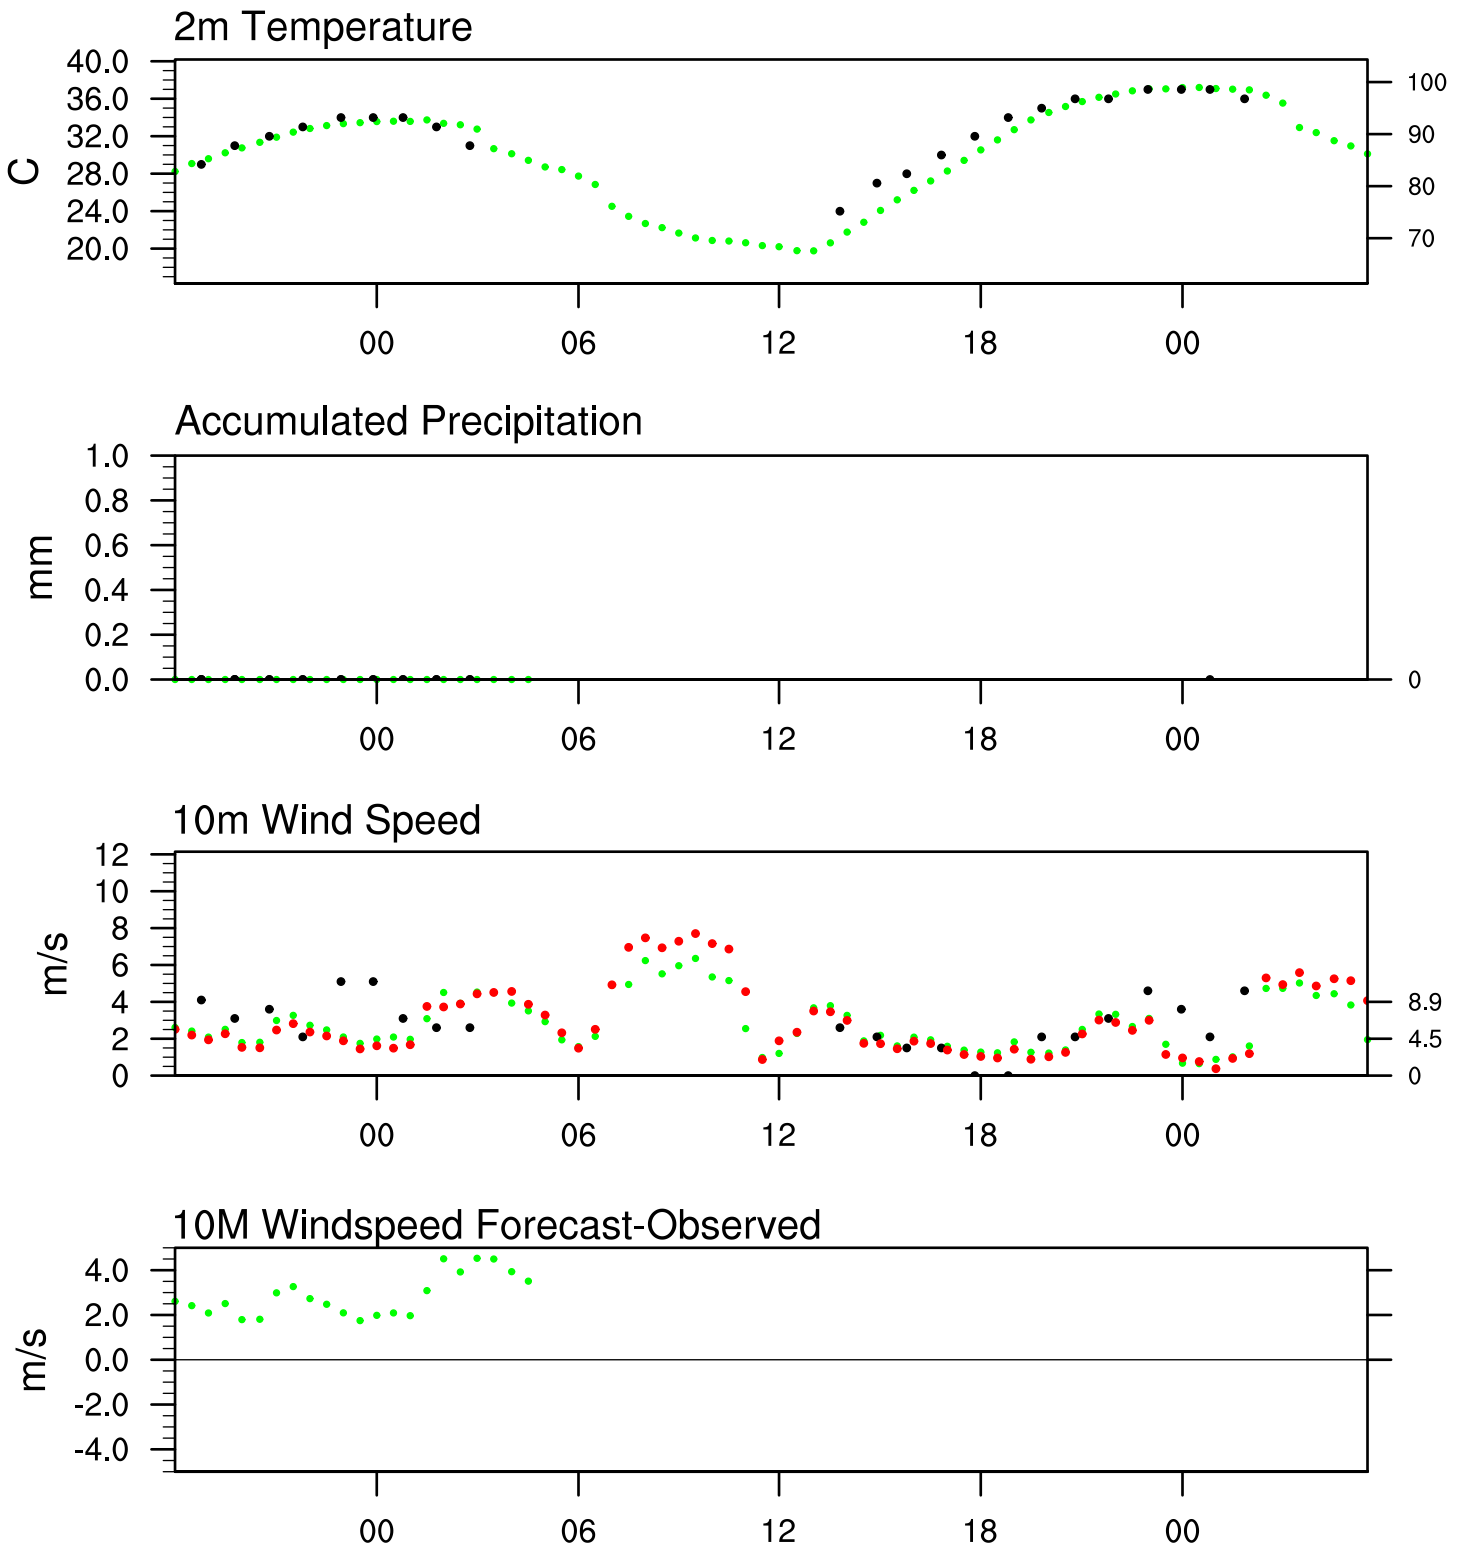 2m Temperature
40.0
36.0
32.0
28.0
24.0
20.0
C
100
90
80
70
00 06 12 18 00
Accumulated Precipitation
1.0
0.8
0.6
0.4
0.2
0.0
mm
0
00 06 12 18 00
10m Wind Speed
12
10
8
6
4
2
0
m/s
8.9
4.5
0
00 06 12 18 00
10M Windspeed Forecast-Observed
4.0
2.0
0.0
-2.0
-4.0
m/s
00 06 12 18 00